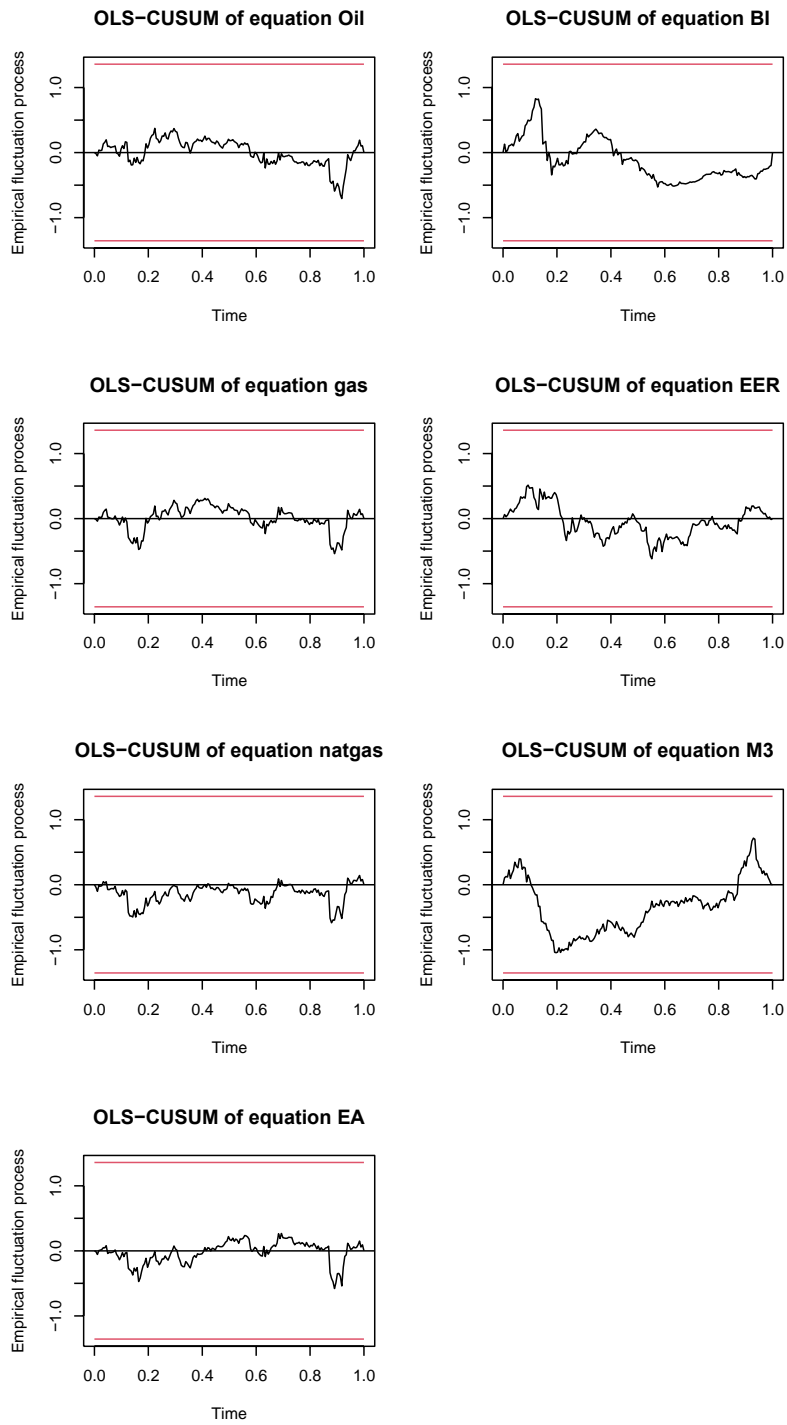 OLS−CUSUM of equation Oil
Empirical fluctuation process
1.0
0.0
−1.0
0.0 0.2 0.4 0.6 0.8 1.0
Time
OLS−CUSUM of equation BI
Empirical fluctuation process
1.0
0.0
−1.0
0.0 0.2 0.4 0.6 0.8 1.0
Time
OLS−CUSUM of equation gas
Empirical fluctuation process
1.0
0.0
−1.0
0.0 0.2 0.4 0.6 0.8 1.0
Time
OLS−CUSUM of equation EER
Empirical fluctuation process
1.0
0.0
−1.0
0.0 0.2 0.4 0.6 0.8 1.0
Time
OLS−CUSUM of equation natgas
Empirical fluctuation process
1.0
0.0
−1.0
0.0 0.2 0.4 0.6 0.8 1.0
Time
OLS−CUSUM of equation M3
Empirical fluctuation process
1.0
0.0
−1.0
0.0 0.2 0.4 0.6 0.8 1.0
Time
OLS−CUSUM of equation EA
Empirical fluctuation process
1.0
0.0
−1.0
0.0 0.2 0.4 0.6 0.8 1.0
Time